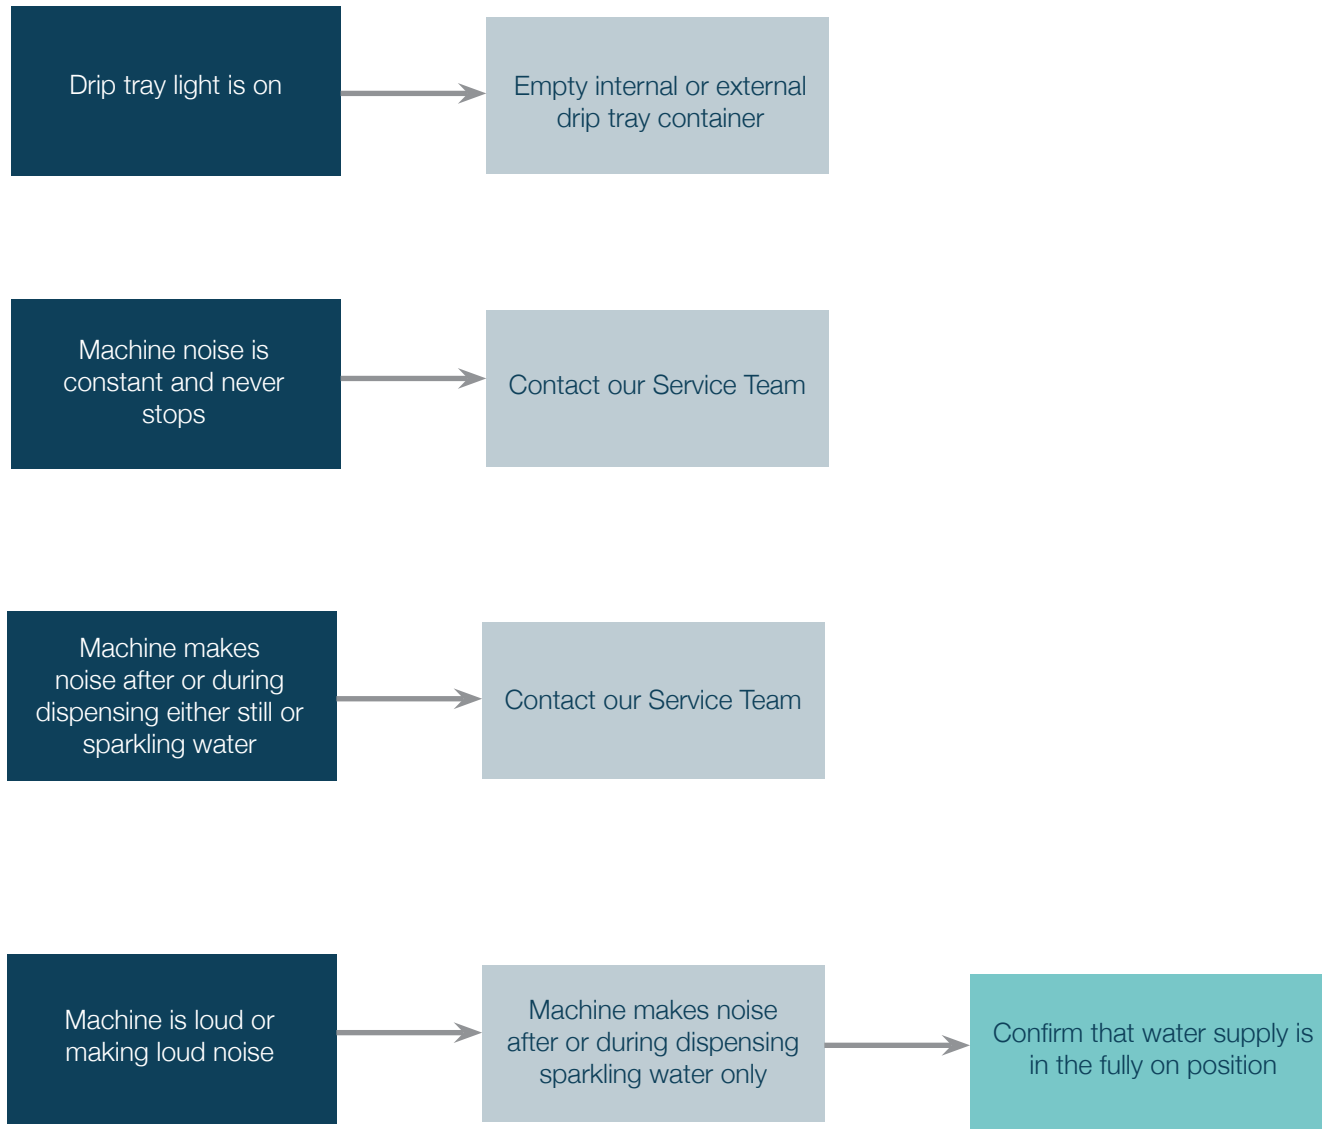 Drip tray light is on
Empty internal or external
drip tray container
Machine noise is
constant and never
stops
Contact our Service Team
Machine makes
noise after or during
dispensing either still or
sparkling water
Contact our Service Team
Machine is loud or
making loud noise
Machine makes noise
after or during dispensing
sparkling water only
Confirm that water supply is
in the fully on position